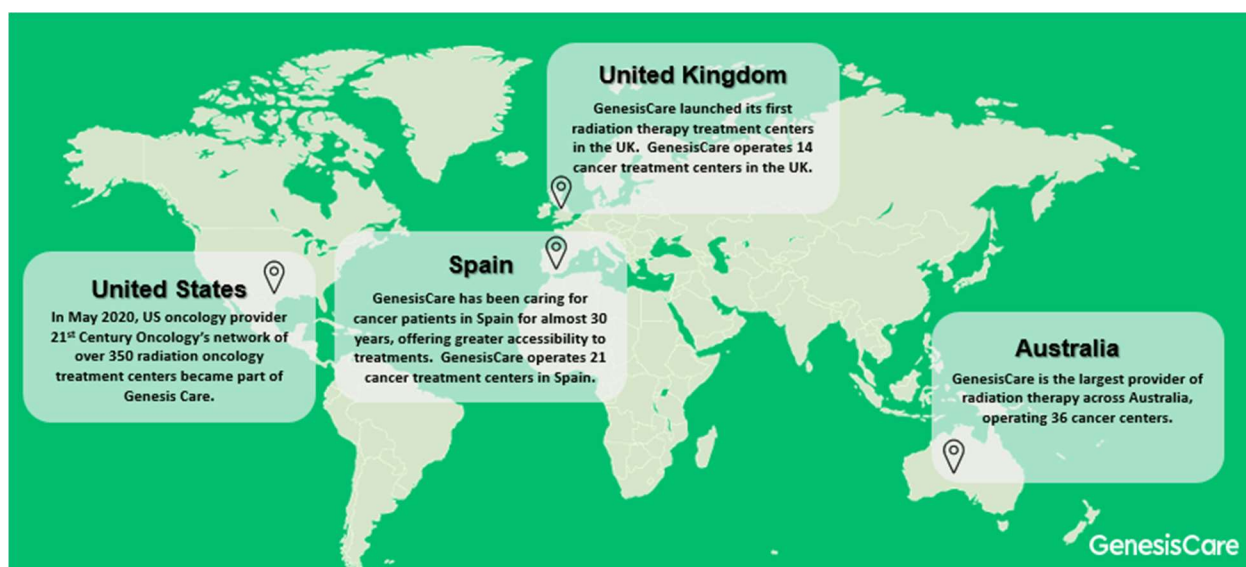 United Kingdom
GenesisCare launched its first
radiation therapy treatment centers
in the UK. GenesisCare operates 14
cancer treatment centers in the UK.
United States
In May 2020, US oncology provider
21st Century Oncology's network of
over 350 radiation oncology
treatment centers became part of
Genesis Care.
Spain
GenesisCare has been caring for
cancer patients in Spain for almost 30
years, offering greater accessibility to
treatments. GenesisCare operates 21
cancer treatment centers in Spain.
Australia
GenesisCare is the largest provider of
radiation therapy across Australia,
operating 36 cancer centers.
GenesisCare